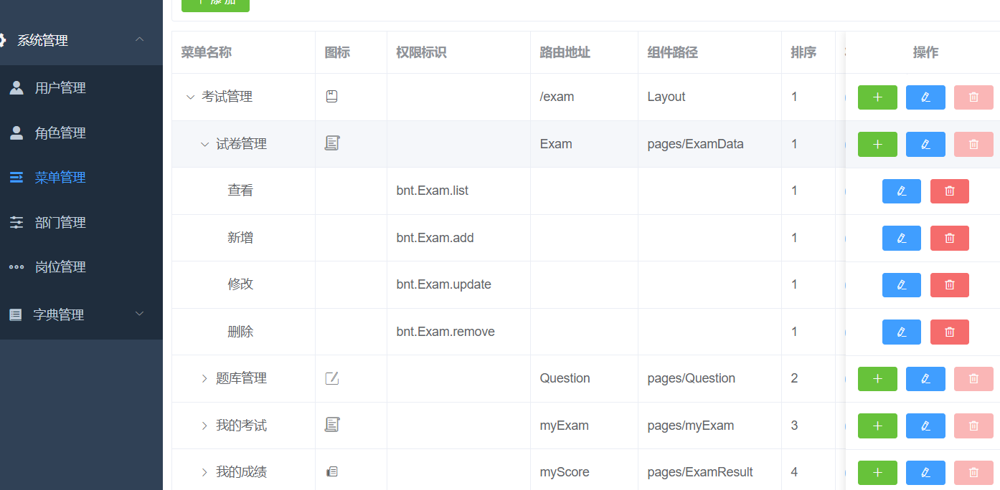 添加
系统管理
用户管理
角色管理
菜单管理
部门管理
岗位管理
字典管理
菜单名称 图标 权限标识 路由地址 组件路径 排序 操作
考试管理 /exam Layout 1
试卷管理 Exam pages/ExamData 1
查看 bnt.Exam.list 1
新增 bnt.Exam.add 1
修改 bnt.Exam.update 1
删除 bnt.Exam.remove 1
题库管理 Question pages/Question 2
我的考试 myExam pages/myExam 3
我的成绩 myScore pages/ExamResult 4